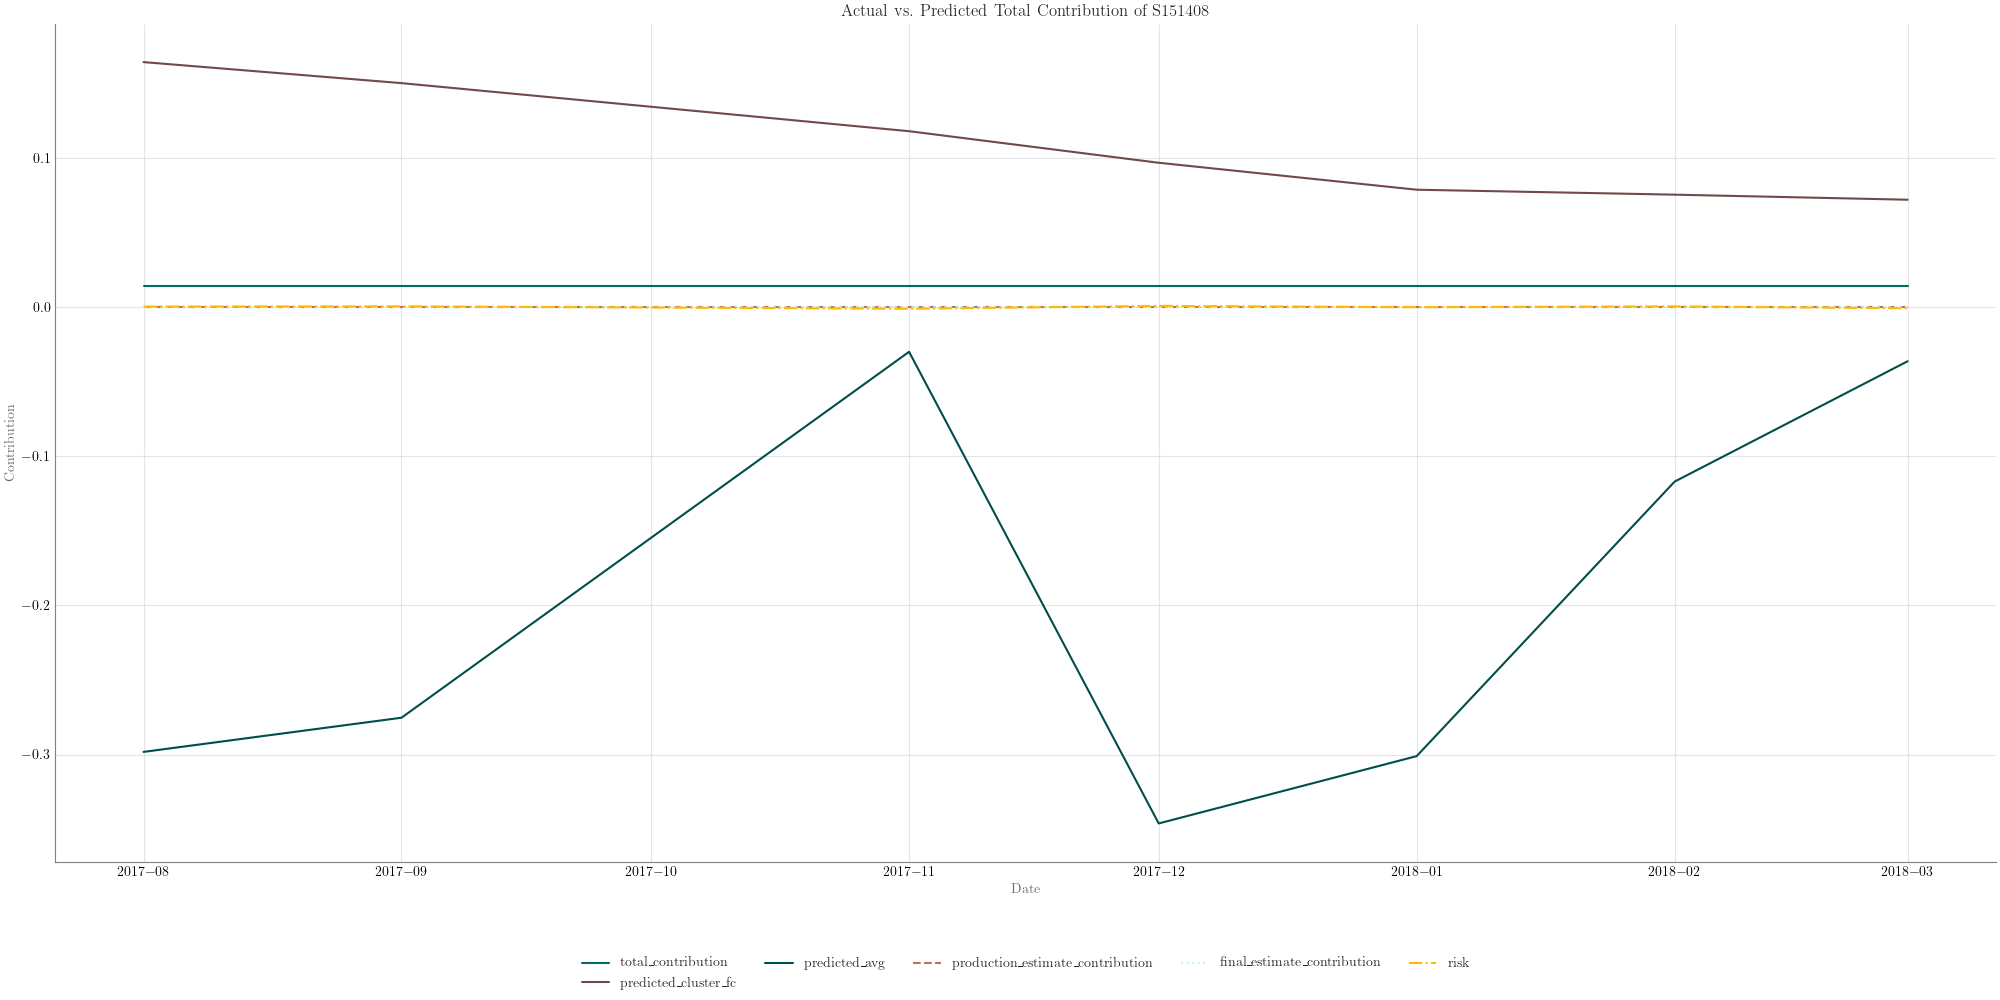 Actual vs. Predicted Total Contribution of S151408
Contribution
0.1
0.0
−0.1
−0.2
−0.3
2017−08 2017−09 2017−10 2017−11 2017−12 2018−01 2018−02 2018−03
Date
total_contribution predicted_avg production_estimate_contribution final_estimate_contribution risk
predicted_cluster_fc